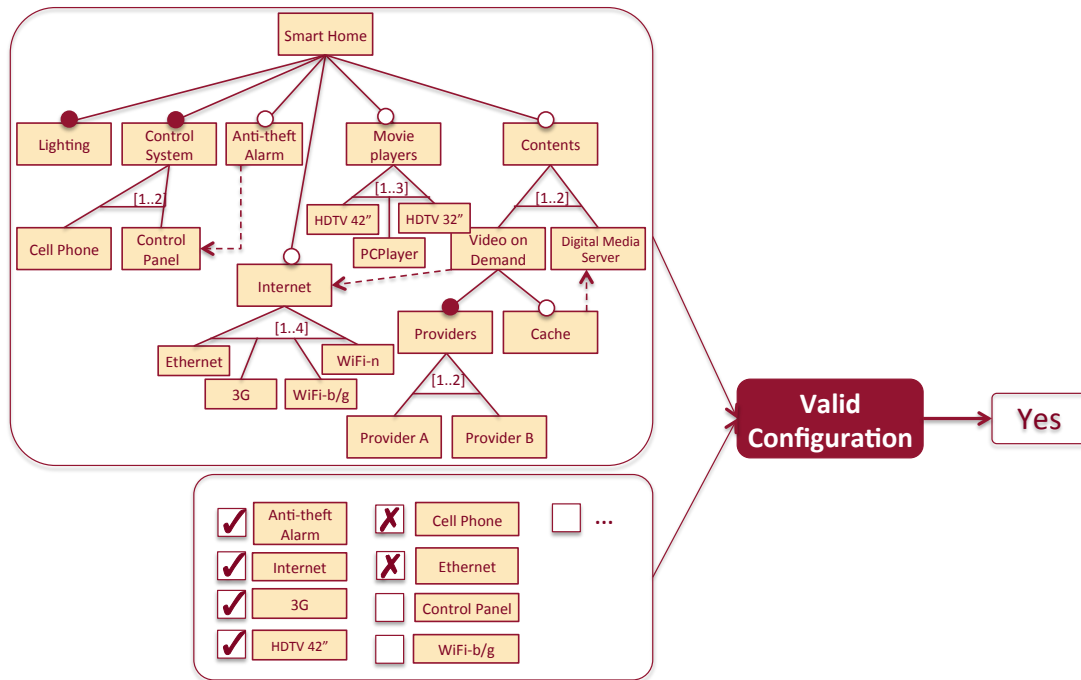 Smart Home
Lighting
Control
System
Anti-theft
Alarm
Movie
players
Contents
[1..2]
[1..3]
[1..2]
HDTV 42”
HDTV 32”
PCPlayer
Cell Phone
Control
Panel
Video on
Demand
Digital Media
Server
Internet
[1..4]
Providers
Cache
Ethernet
WiFi-n
3G
WiFi-b/g
[1..2]
Provider A
Provider B
Valid
Configuration
Yes
Anti-theft
Alarm
Cell Phone
...
Internet
Ethernet
3G
Control Panel
HDTV 42”
WiFi-b/g